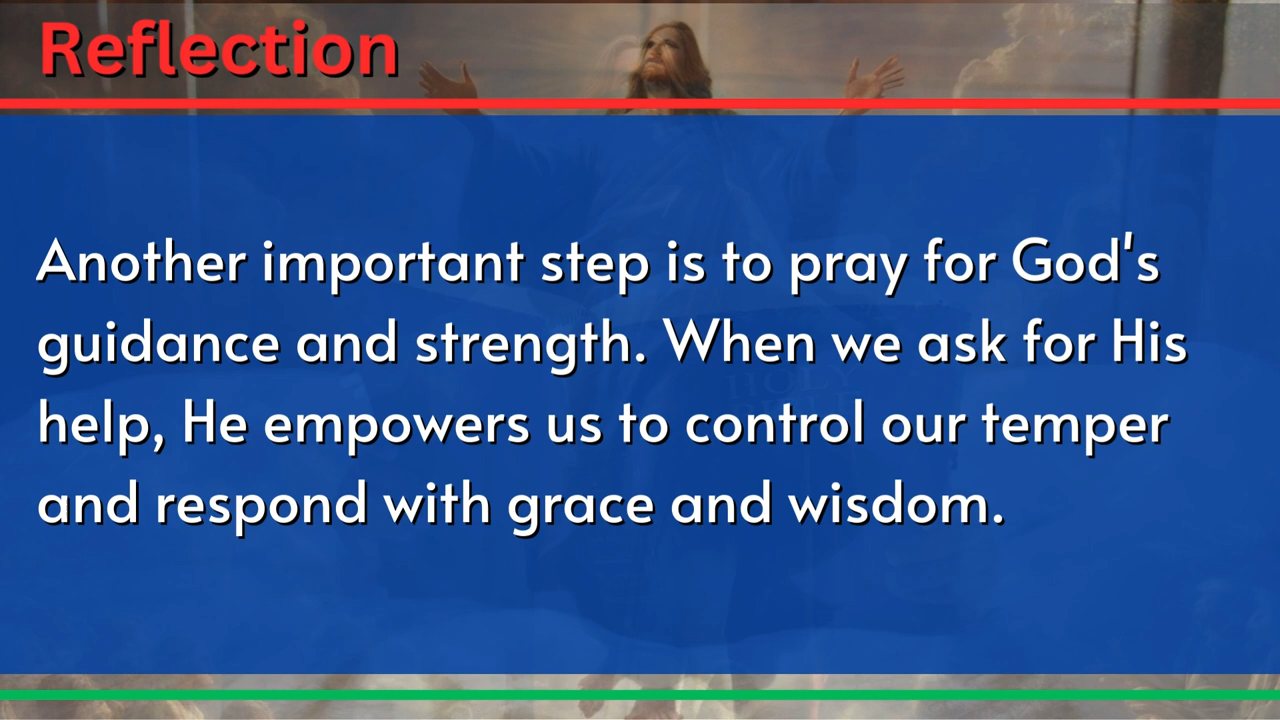 Reflection
Another important step is to pray for God's
guidance and strength. When we ask for His
help, He empowers us to control our temper
and respond with grace and wisdom.